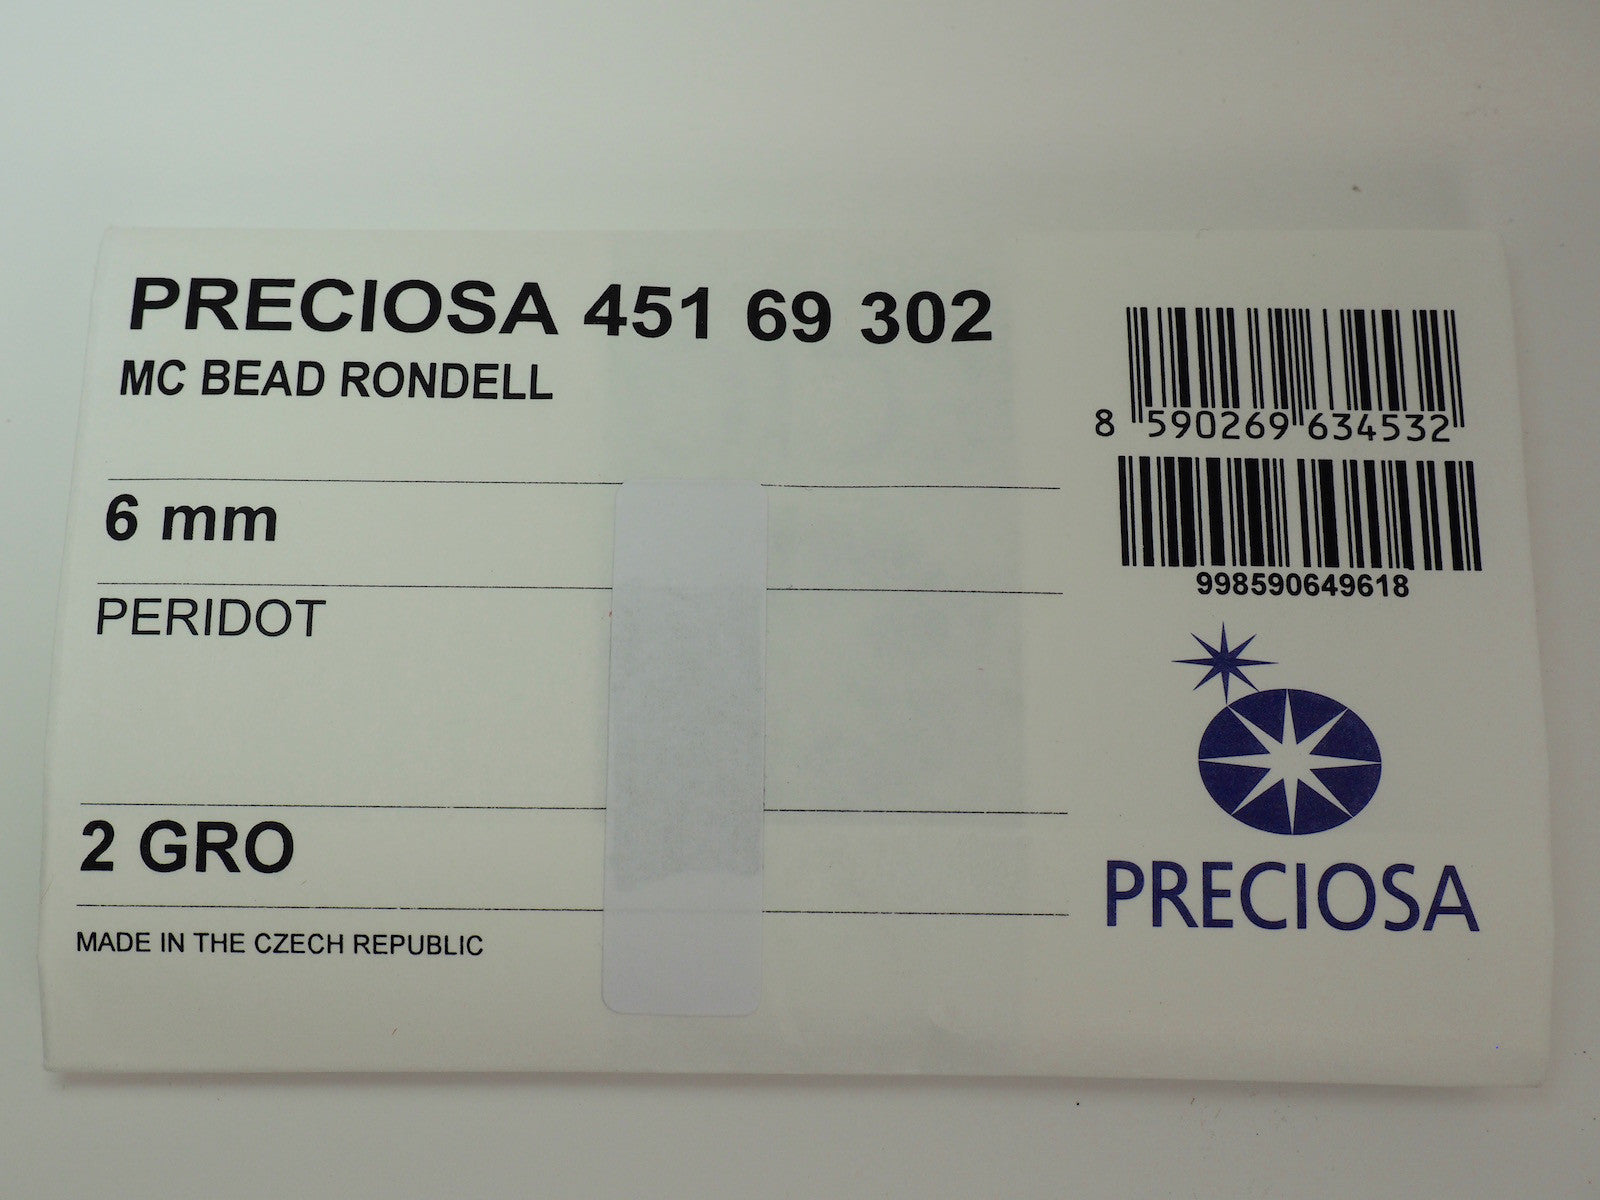 PRECIOSA 451 69 302
MC BEAD RONDELL
6 mm
PERIDOT
2 GRO
MADE IN THE CZECH REPUBLIC
8 590269 634532
998590649618
PRECIOSA